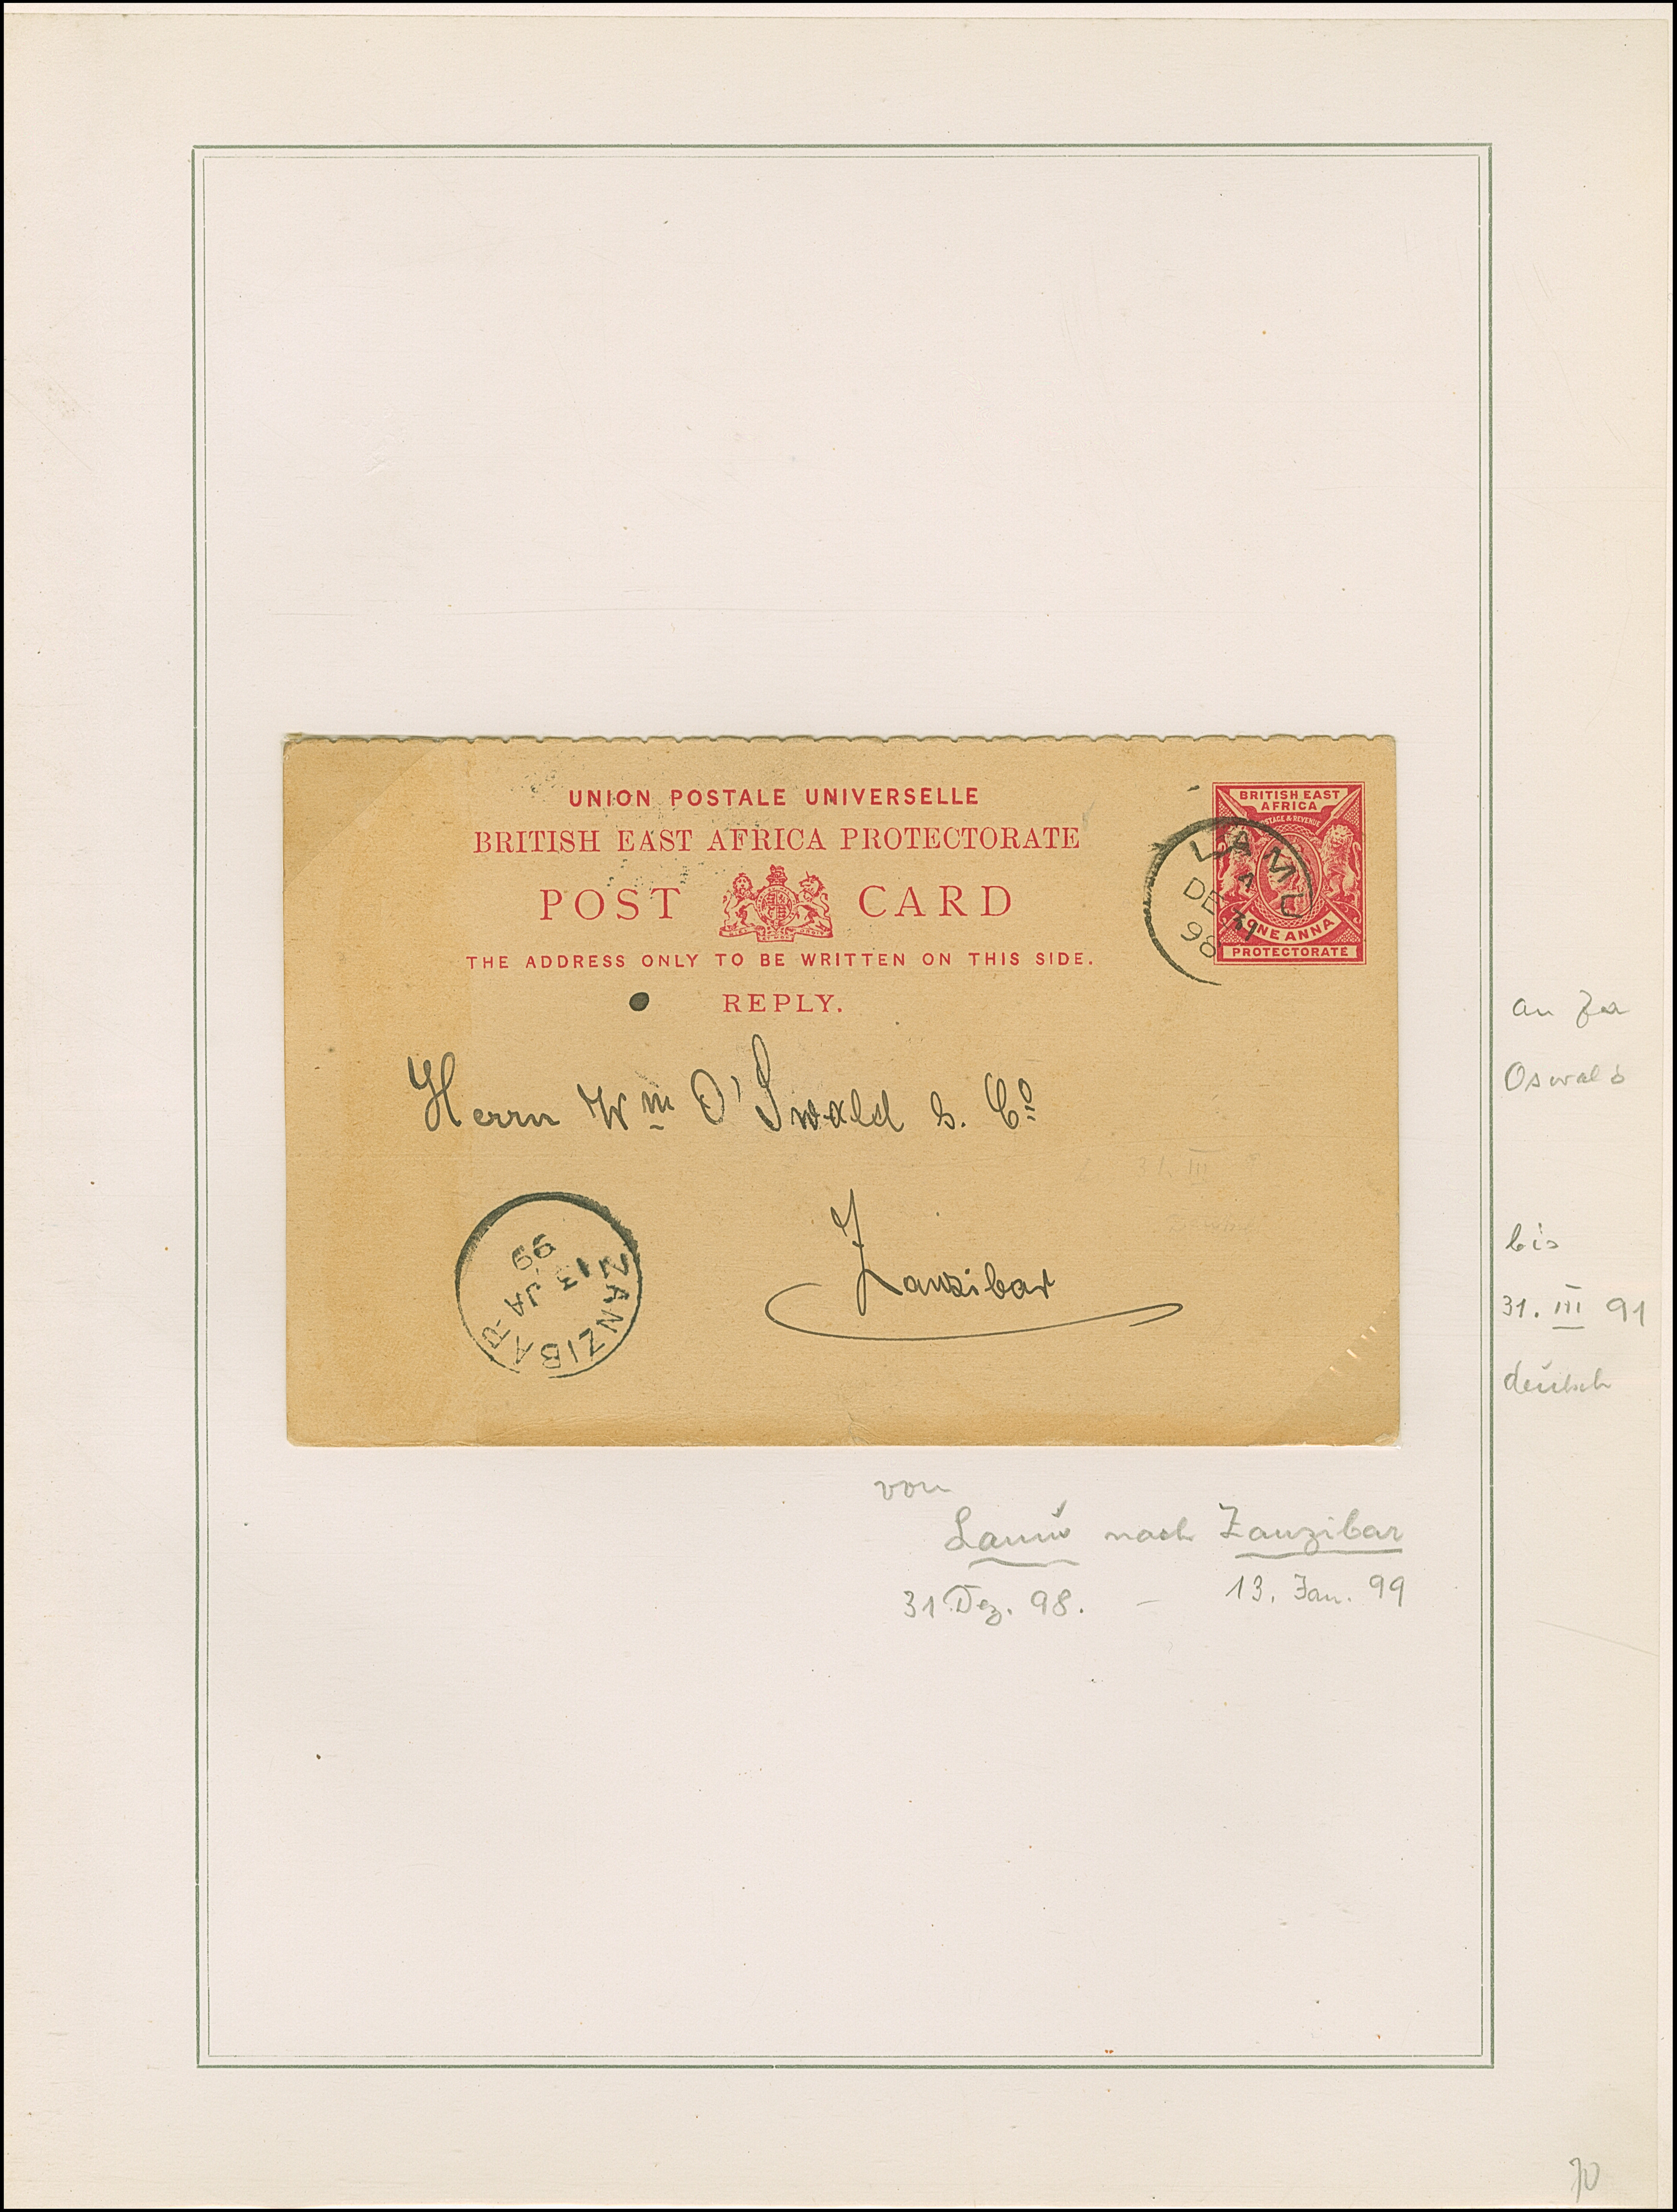 UNION POSTALE UNIVERSELLE
BRITISH EAST AFRICA PROTECTORATE
POST CARD
THE ADDRESS ONLY TO BE WRITTEN ON THIS SIDE.
REPLY.
BRITISH EAST
AFRICA
POSTAGE & REVENUE
ONE ANNA
PROTECTORATE
LAMU
A
DE 31
98
Herrn Wm O'Swald & Co
Zanzibar
ZANZIBAR
13 JA
99
31. III
an Fa
Oswald
bis
31. III 91
deutsch
von
Lamu nach Zanzibar
31 Dez. 98. – 13. Jan. 99
70